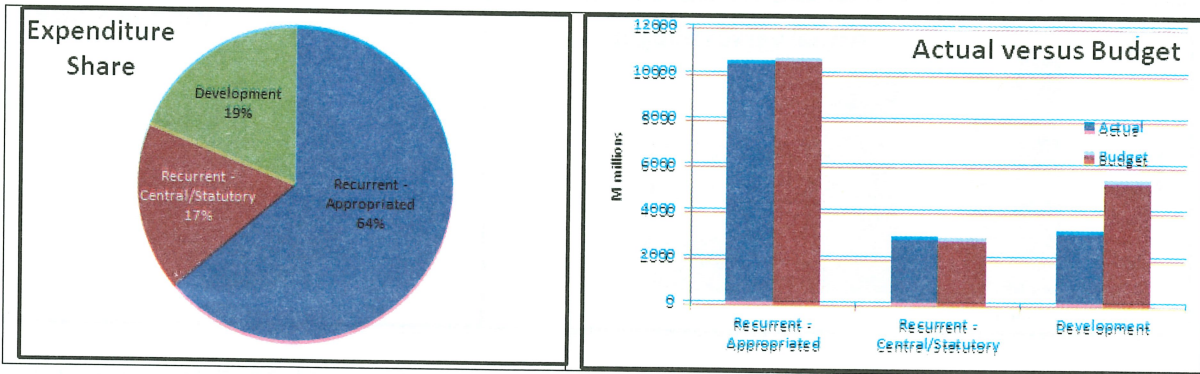 Expenditure
Share
Development
19%
Recurrent -
Central/Statutory
17%
Recurrent -
Appropriated
64%
Actual versus Budget
M millions
12000
10000
8000
6000
4000
2000
0
Actual
Budget
Recurrent -
Appropriated
Recurrent -
Central/Statutory
Development